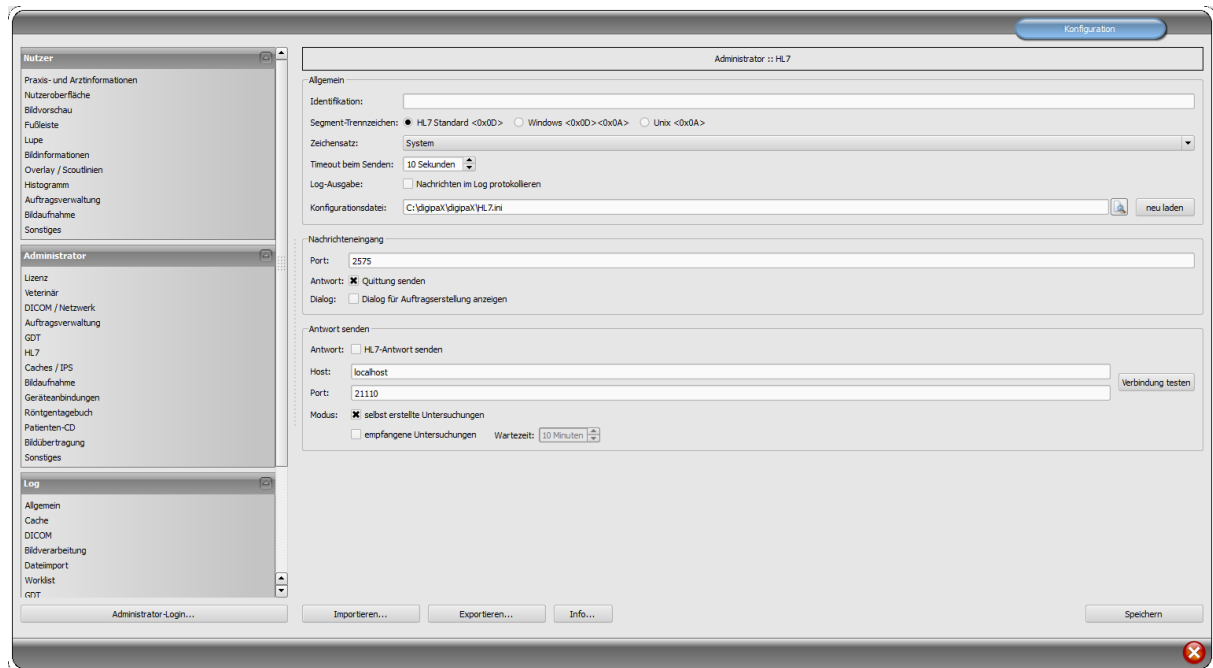 Konfiguration
Nutzer
Praxis- und Arztinformationen
Nutzeroberfläche
Bildvorschau
Fußleiste
Lupe
Bildinformationen
Overlay / Scoutlinien
Histogramm
Auftragsverwaltung
Bildaufnahme
Sonstiges
Administrator
Lizenz
Veterinär
DICOM / Netzwerk
Auftragsverwaltung
GDT
HL7
Caches / IPS
Bildaufnahme
Geräteanbindungen
Röntgentagebuch
Patienten-CD
Bildübertragung
Sonstiges
Log
Allgemein
Cache
DICOM
Bildverarbeitung
Dateiimport
Worklist
GDT
Administrator-Login...
Administrator :: HL7
Allgemein
Identifikation:
Segment-Trennzeichen: HL7 Standard <0x0D> Windows <0x0D><0x0A> Unix <0x0A>
Zeichensatz: System
Timeout beim Senden: 10 Sekunden
Log-Ausgabe: Nachrichten im Log protokollieren
Konfigurationsdatei: C:\digipaX\digipaX\HL7.ini neu laden
Nachrichteneingang
Port: 2575
Antwort: Quittung senden
Dialog: Dialog für Auftragserstellung anzeigen
Antwort senden
Antwort: HL7-Antwort senden
Host: localhost
Verbindung testen
Port: 21110
Modus: selbst erstellte Untersuchungen
empfangene Untersuchungen Wartezeit: 10 Minuten
Importieren... Exportieren... Info... Speichern